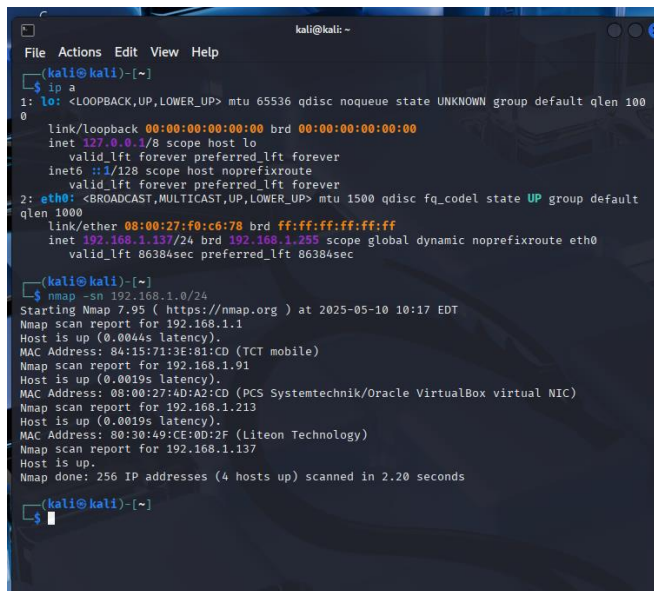 kali@kali: ~
File Actions Edit View Help
(kali㉿kali)-[~]
$ ip a
1: lo: <LOOPBACK,UP,LOWER_UP> mtu 65536 qdisc noqueue state UNKNOWN group default qlen 100
0
link/loopback 00:00:00:00:00:00 brd 00:00:00:00:00:00
inet 127.0.0.1/8 scope host lo
valid_lft forever preferred_lft forever
inet6 ::1/128 scope host noprefixroute
valid_lft forever preferred_lft forever
2: eth0: <BROADCAST,MULTICAST,UP,LOWER_UP> mtu 1500 qdisc fq_codel state UP group default
qlen 1000
link/ether 08:00:27:f0:c6:78 brd ff:ff:ff:ff:ff:ff
inet 192.168.1.137/24 brd 192.168.1.255 scope global dynamic noprefixroute eth0
valid_lft 86384sec preferred_lft 86384sec
(kali㉿kali)-[~]
$ nmap -sn 192.168.1.0/24
Starting Nmap 7.95 ( https://nmap.org ) at 2025-05-10 10:17 EDT
Nmap scan report for 192.168.1.1
Host is up (0.0044s latency).
MAC Address: 84:15:71:3E:81:CD (TCT mobile)
Nmap scan report for 192.168.1.91
Host is up (0.0019s latency).
MAC Address: 08:00:27:4D:A2:CD (PCS Systemtechnik/Oracle VirtualBox virtual NIC)
Nmap scan report for 192.168.1.213
Host is up (0.0019s latency).
MAC Address: 80:30:49:CE:0D:2F (Liteon Technology)
Nmap scan report for 192.168.1.137
Host is up.
Nmap done: 256 IP addresses (4 hosts up) scanned in 2.20 seconds
(kali㉿kali)-[~]
$